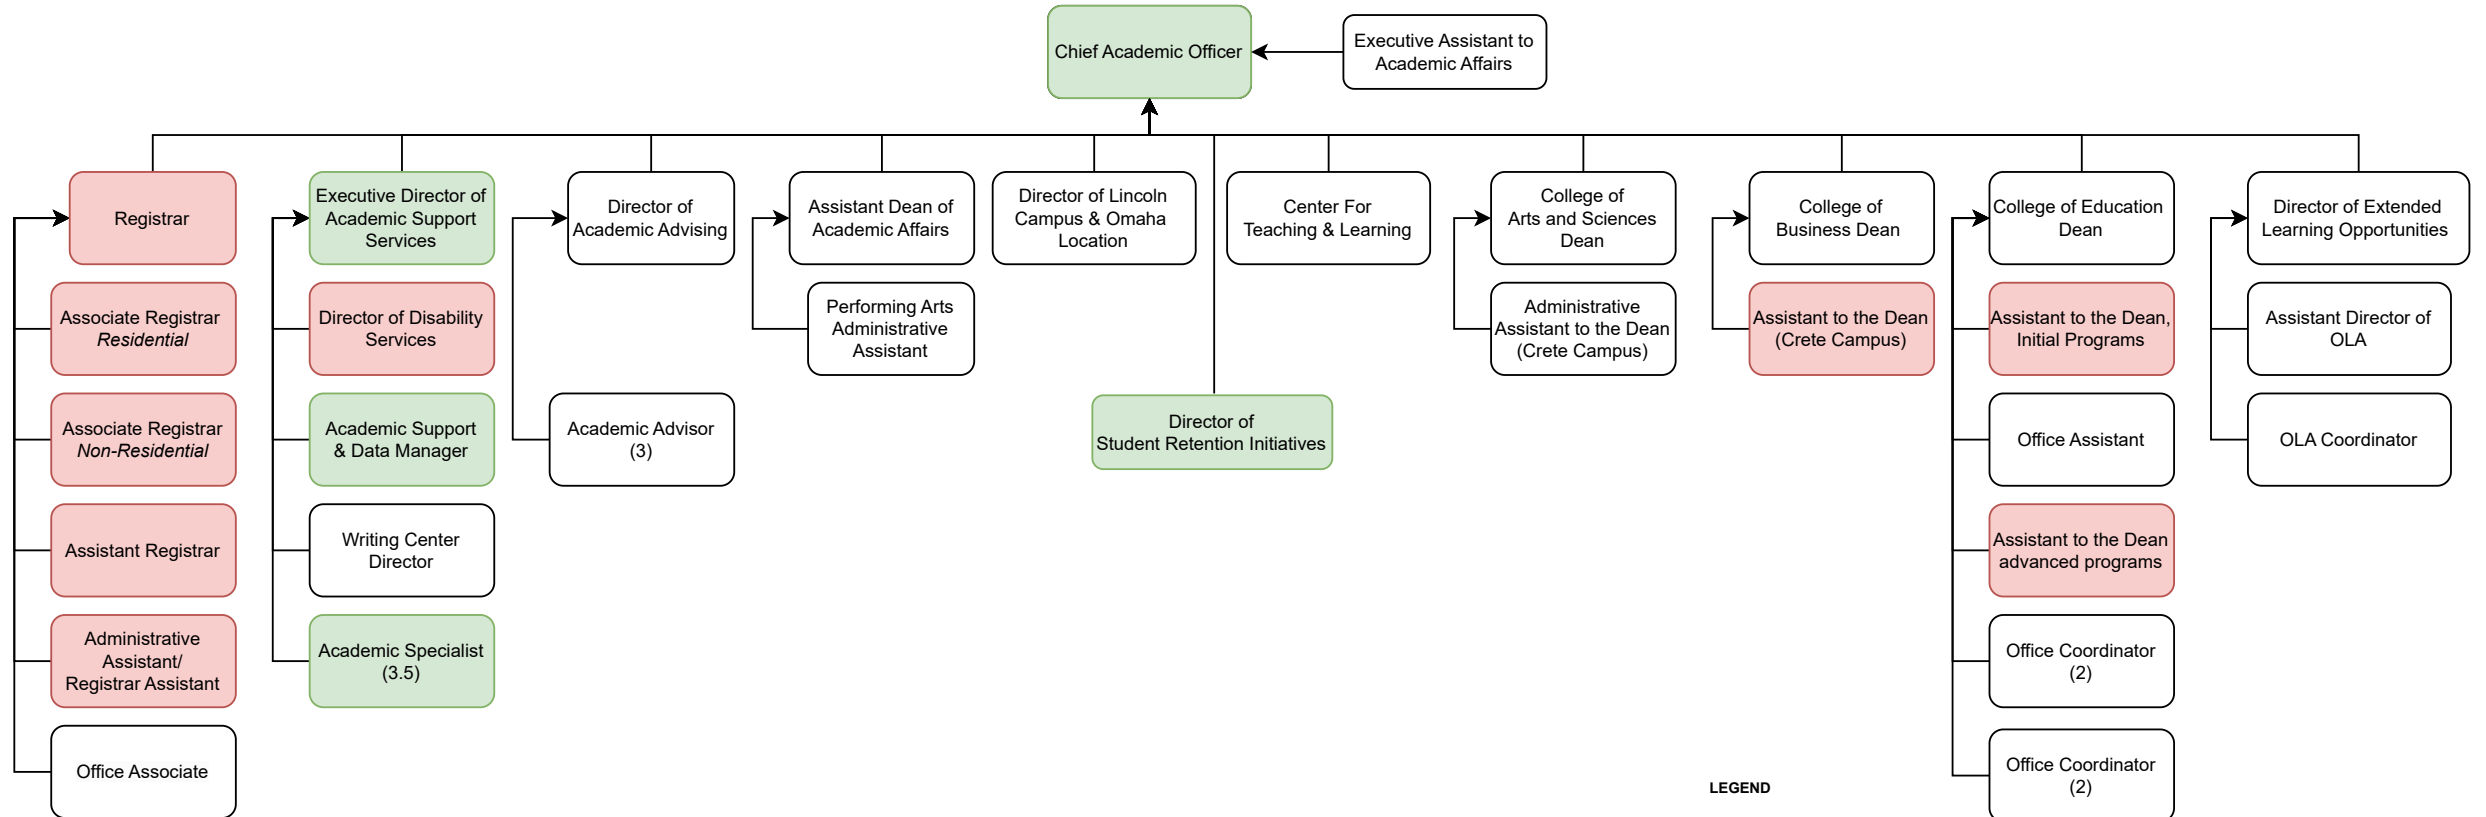 Chief Academic Officer
Executive Assistant to
Academic Affairs
Registrar
Executive Director of
Academic Support
Services
Director of
Academic Advising
Assistant Dean of
Academic Affairs
Director of Lincoln
Campus & Omaha
Location
Center For
Teaching & Learning
College of
Arts and Sciences
Dean
College of
Business Dean
College of Education
Dean
Director of Extended
Learning Opportunities
Associate Registrar
Residential
Director of Disability
Services
Performing Arts
Administrative
Assistant
Administrative
Assistant to the Dean
(Crete Campus)
Assistant to the Dean
(Crete Campus)
Assistant to the Dean,
Initial Programs
Assistant Director of
OLA
Associate Registrar
Non-Residential
Academic Support
& Data Manager
Academic Advisor
(3)
Director of
Student Retention Initiatives
Office Assistant
OLA Coordinator
Assistant Registrar
Writing Center
Director
Assistant to the Dean
advanced programs
Administrative
Assistant/
Registrar Assistant
Academic Specialist
(3.5)
Office Coordinator
(2)
Office Associate
Office Coordinator
(2)
LEGEND